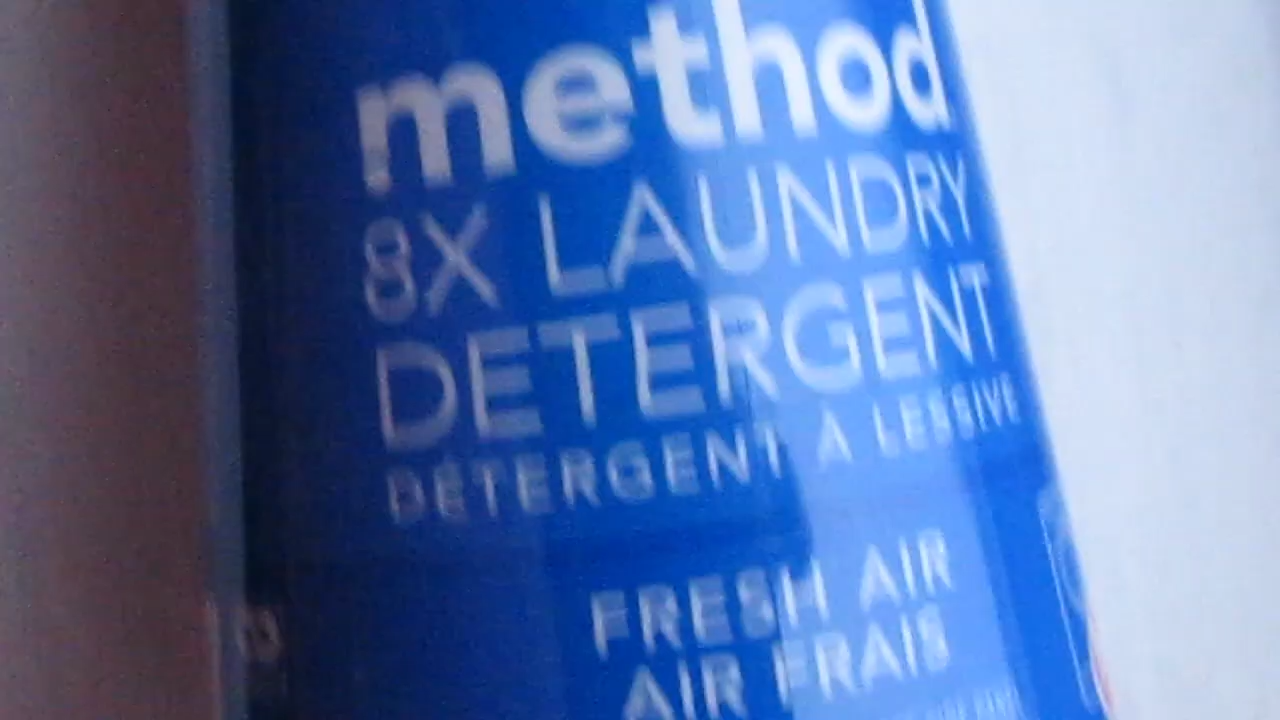 method
8X LAUNDRY
DETERGENT
DÉTERGENT À LESSIVE
FRESH AIR
AIR FRAIS